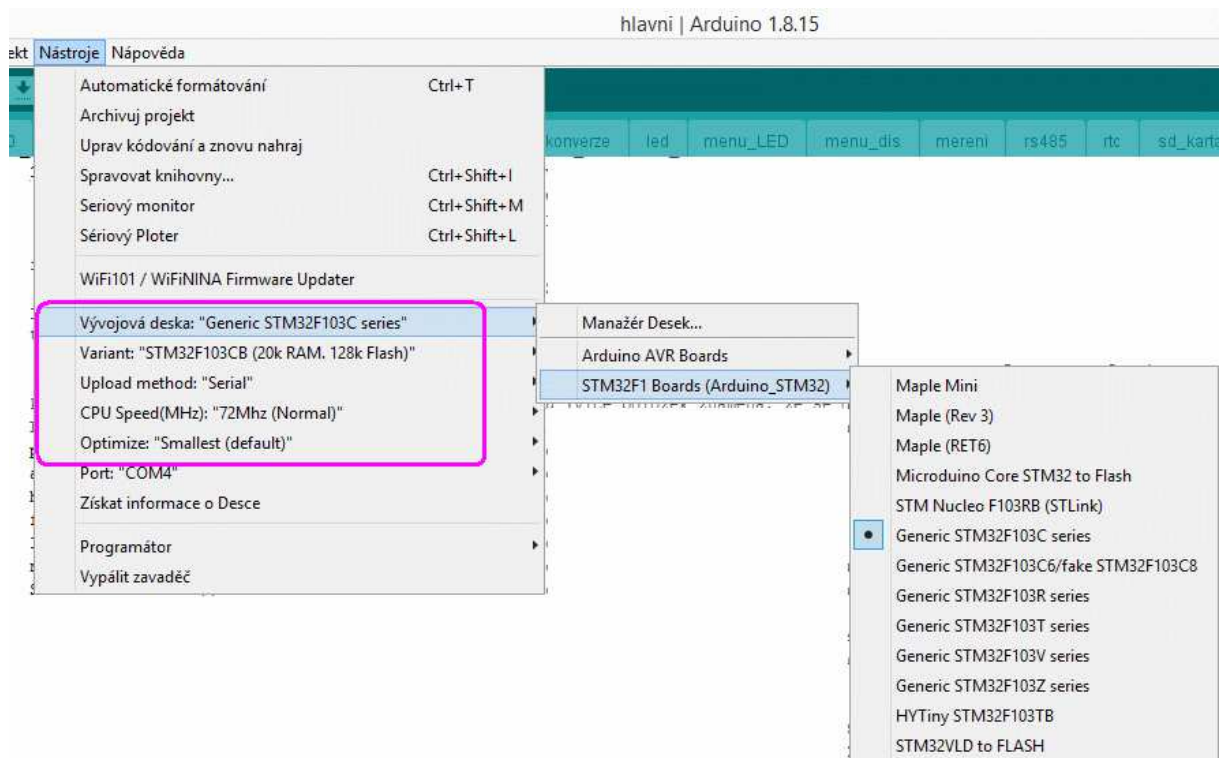 hlavni | Arduino 1.8.15
ekt Nástroje Nápověda
konverze led menu_LED menu_dis mereni rs485 rtc sd_karta
Automatické formátování Ctrl+T
Archivuj projekt
Uprav kódování a znovu nahraj
Spravovat knihovny... Ctrl+Shift+I
Seriový monitor Ctrl+Shift+M
Sériový Ploter Ctrl+Shift+L
WiFi101 / WiFiNINA Firmware Updater
Vývojová deska: "Generic STM32F103C series"
Variant: "STM32F103CB (20k RAM. 128k Flash)"
Upload method: "Serial"
CPU Speed(MHz): "72Mhz (Normal)"
Optimize: "Smallest (default)"
Port: "COM4"
Získat informace o Desce
Programátor
Vypálit zavaděč
Manažér Desek...
Arduino AVR Boards
STM32F1 Boards (Arduino_STM32)
Maple Mini
Maple (Rev 3)
Maple (RET6)
Microduino Core STM32 to Flash
STM Nucleo F103RB (STLink)
Generic STM32F103C series
Generic STM32F103C6/fake STM32F103C8
Generic STM32F103R series
Generic STM32F103T series
Generic STM32F103V series
Generic STM32F103Z series
HYTiny STM32F103TB
STM32VLD to FLASH